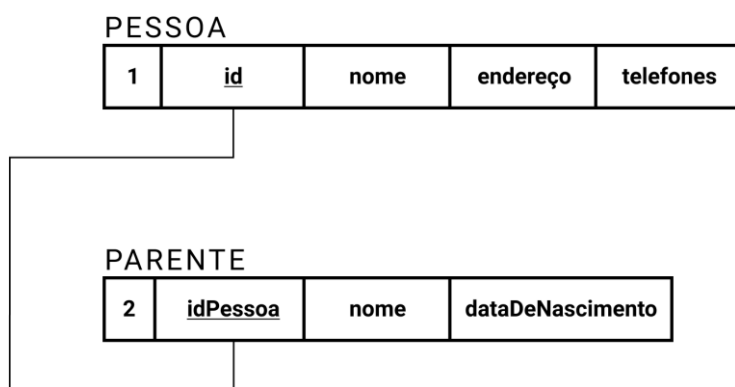 PESSOA
1 id nome endereço telefones
PARENTE
2 idPessoa nome dataDeNascimento